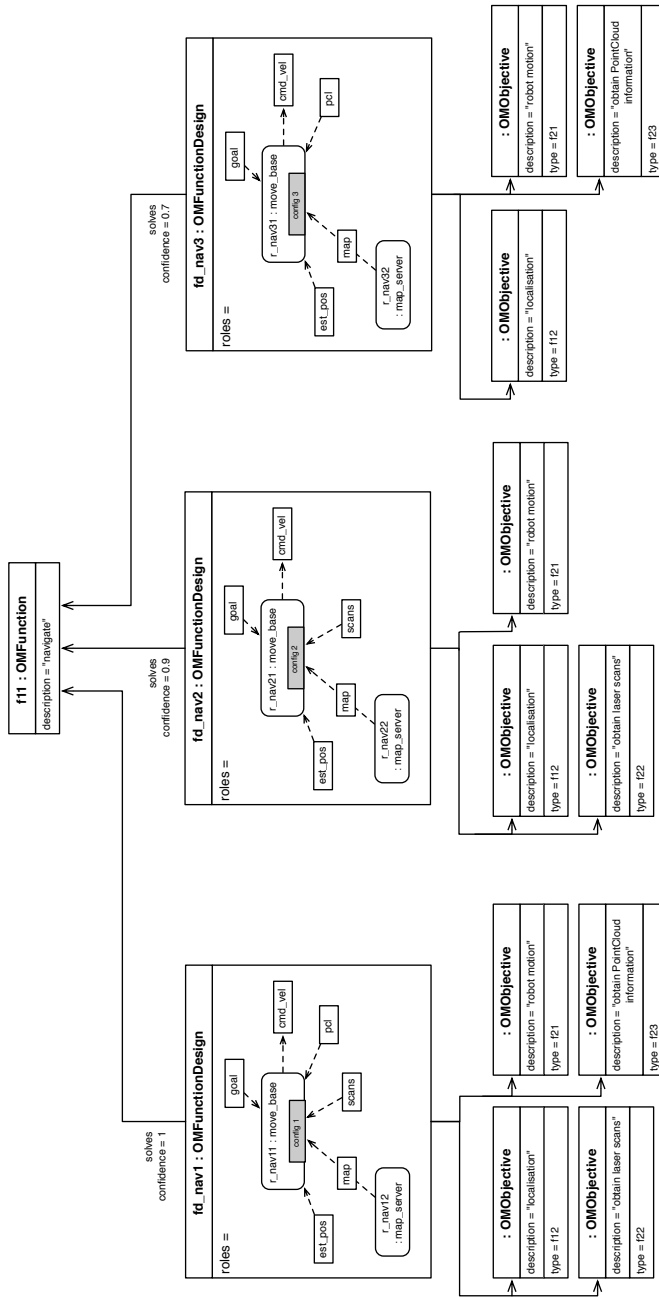 f11 : OMFunction
description = "navigate"
solves
confidence = 1
solves
confidence = 0.9
solves
confidence = 0.7
fd_nav1 : OMFunctionDesign
roles =
goal
cmd_vel
r_nav11 : move_base
config 1
est_pos
map
scans
pcl
r_nav12
: map_server
fd_nav2 : OMFunctionDesign
roles =
goal
cmd_vel
r_nav21 : move_base
config 2
est_pos
map
scans
r_nav22
: map_server
fd_nav3 : OMFunctionDesign
roles =
goal
cmd_vel
r_nav31 : move_base
config 3
est_pos
map
pcl
r_nav32
: map_server
: OMObjective
description = "localisation"
type = f12
: OMObjective
description = "robot motion"
type = f21
: OMObjective
description = "obtain laser scans"
type = f22
: OMObjective
description = "obtain PointCloud
information"
type = f23
: OMObjective
description = "localisation"
type = f12
: OMObjective
description = "robot motion"
type = f21
: OMObjective
description = "obtain laser scans"
type = f22
: OMObjective
description = "localisation"
type = f12
: OMObjective
description = "robot motion"
type = f21
: OMObjective
description = "obtain PointCloud
information"
type = f23